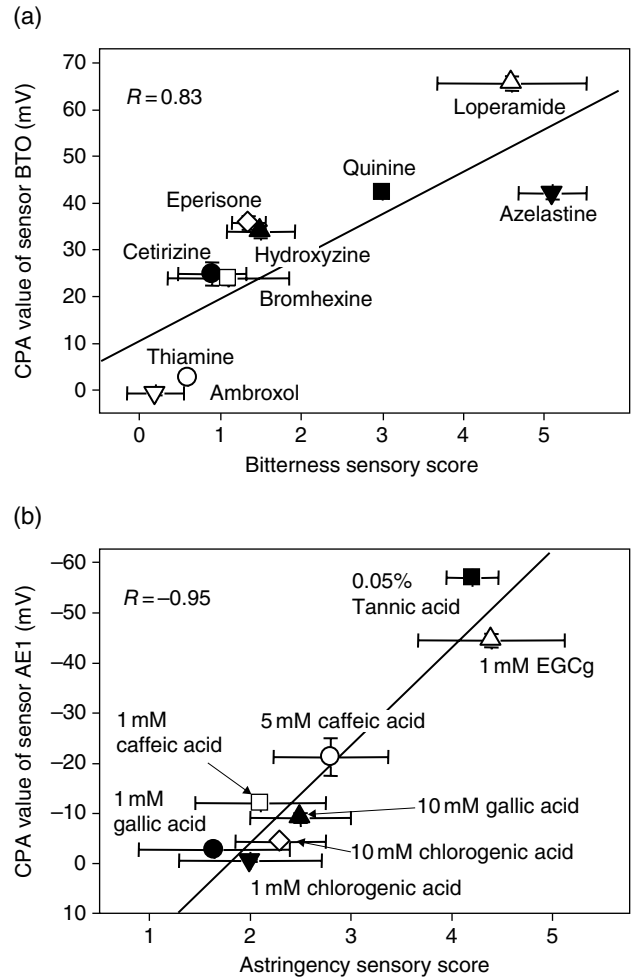 (a)
70
60
50
40
30
20
10
0
CPA value of sensor BTO (mV)
R = 0.83
Loperamide
Quinine
Eperisone
Azelastine
Cetirizine
Hydroxyzine
Bromhexine
Thiamine
Ambroxol
0 1 2 3 4 5
Bitterness sensory score
(b)
−60
−50
−40
−30
−20
−10
0
10
CPA value of sensor AE1 (mV)
R = −0.95
0.05%
Tannic acid
1 mM EGCg
1 mM
caffeic acid
5 mM caffeic acid
1 mM
gallic acid
10 mM gallic acid
10 mM chlorogenic acid
1 mM chlorogenic acid
1 2 3 4 5
Astringency sensory score